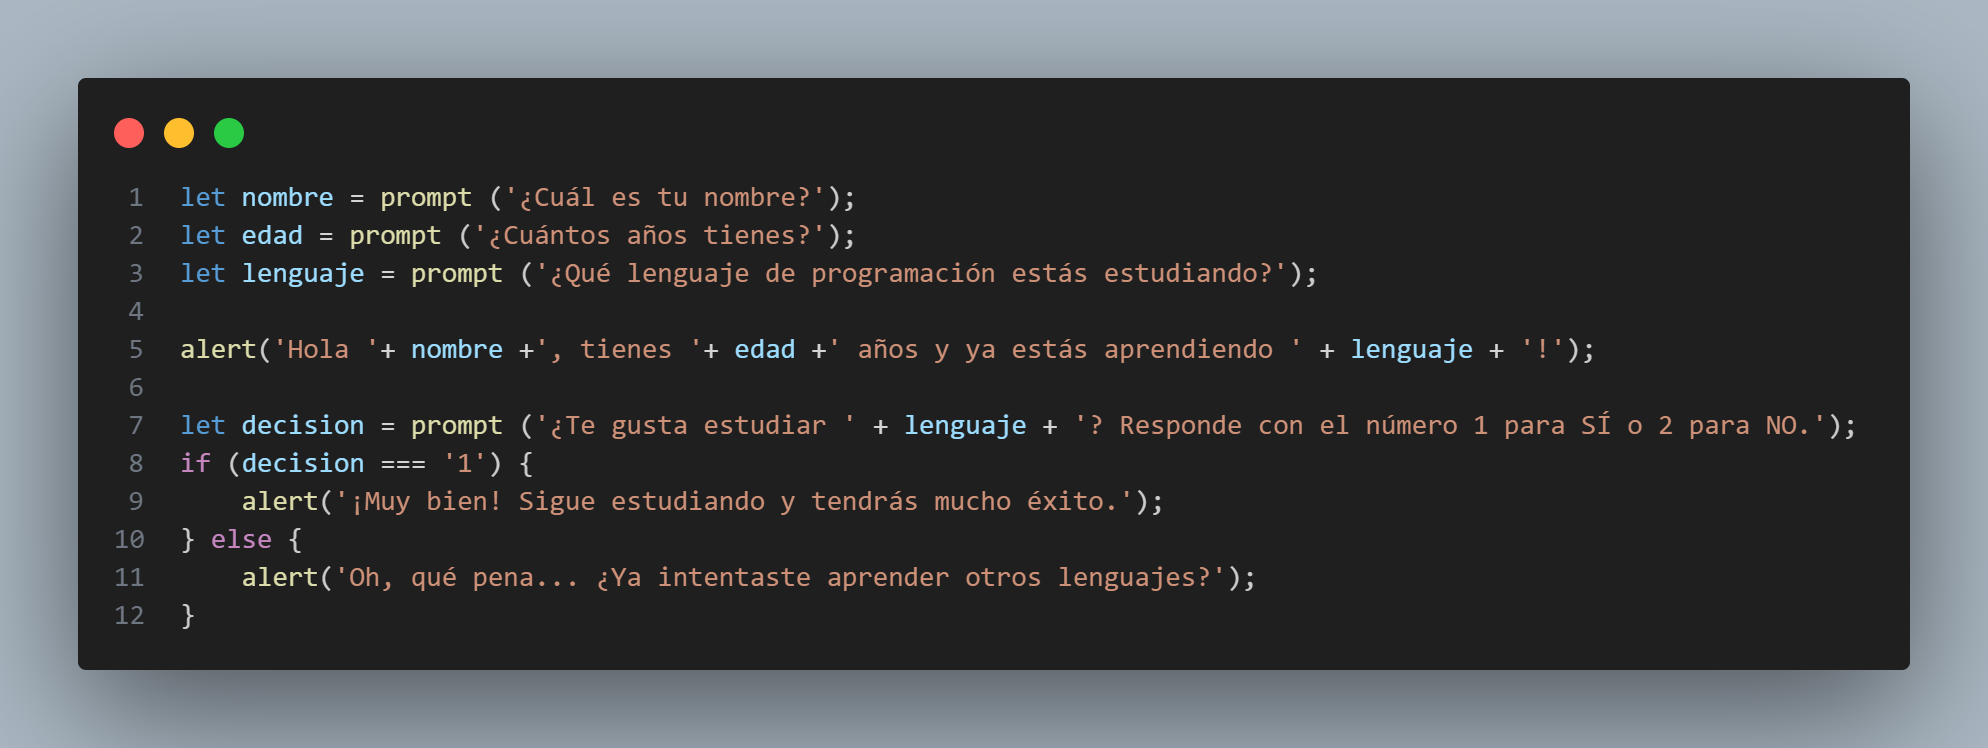 1 let nombre = prompt ('¿Cuál es tu nombre?');
2 let edad = prompt ('¿Cuántos años tienes?');
3 let lenguaje = prompt ('¿Qué lenguaje de programación estás estudiando?');
4
5 alert('Hola '+ nombre +', tienes '+ edad +' años y ya estás aprendiendo ' + lenguaje + '!');
6
7 let decision = prompt ('¿Te gusta estudiar ' + lenguaje + '? Responde con el número 1 para SÍ o 2 para NO.');
8 if (decision === '1') {
9     alert('¡Muy bien! Sigue estudiando y tendrás mucho éxito.');
10 } else {
11     alert('Oh, qué pena... ¿Ya intentaste aprender otros lenguajes?');
12 }